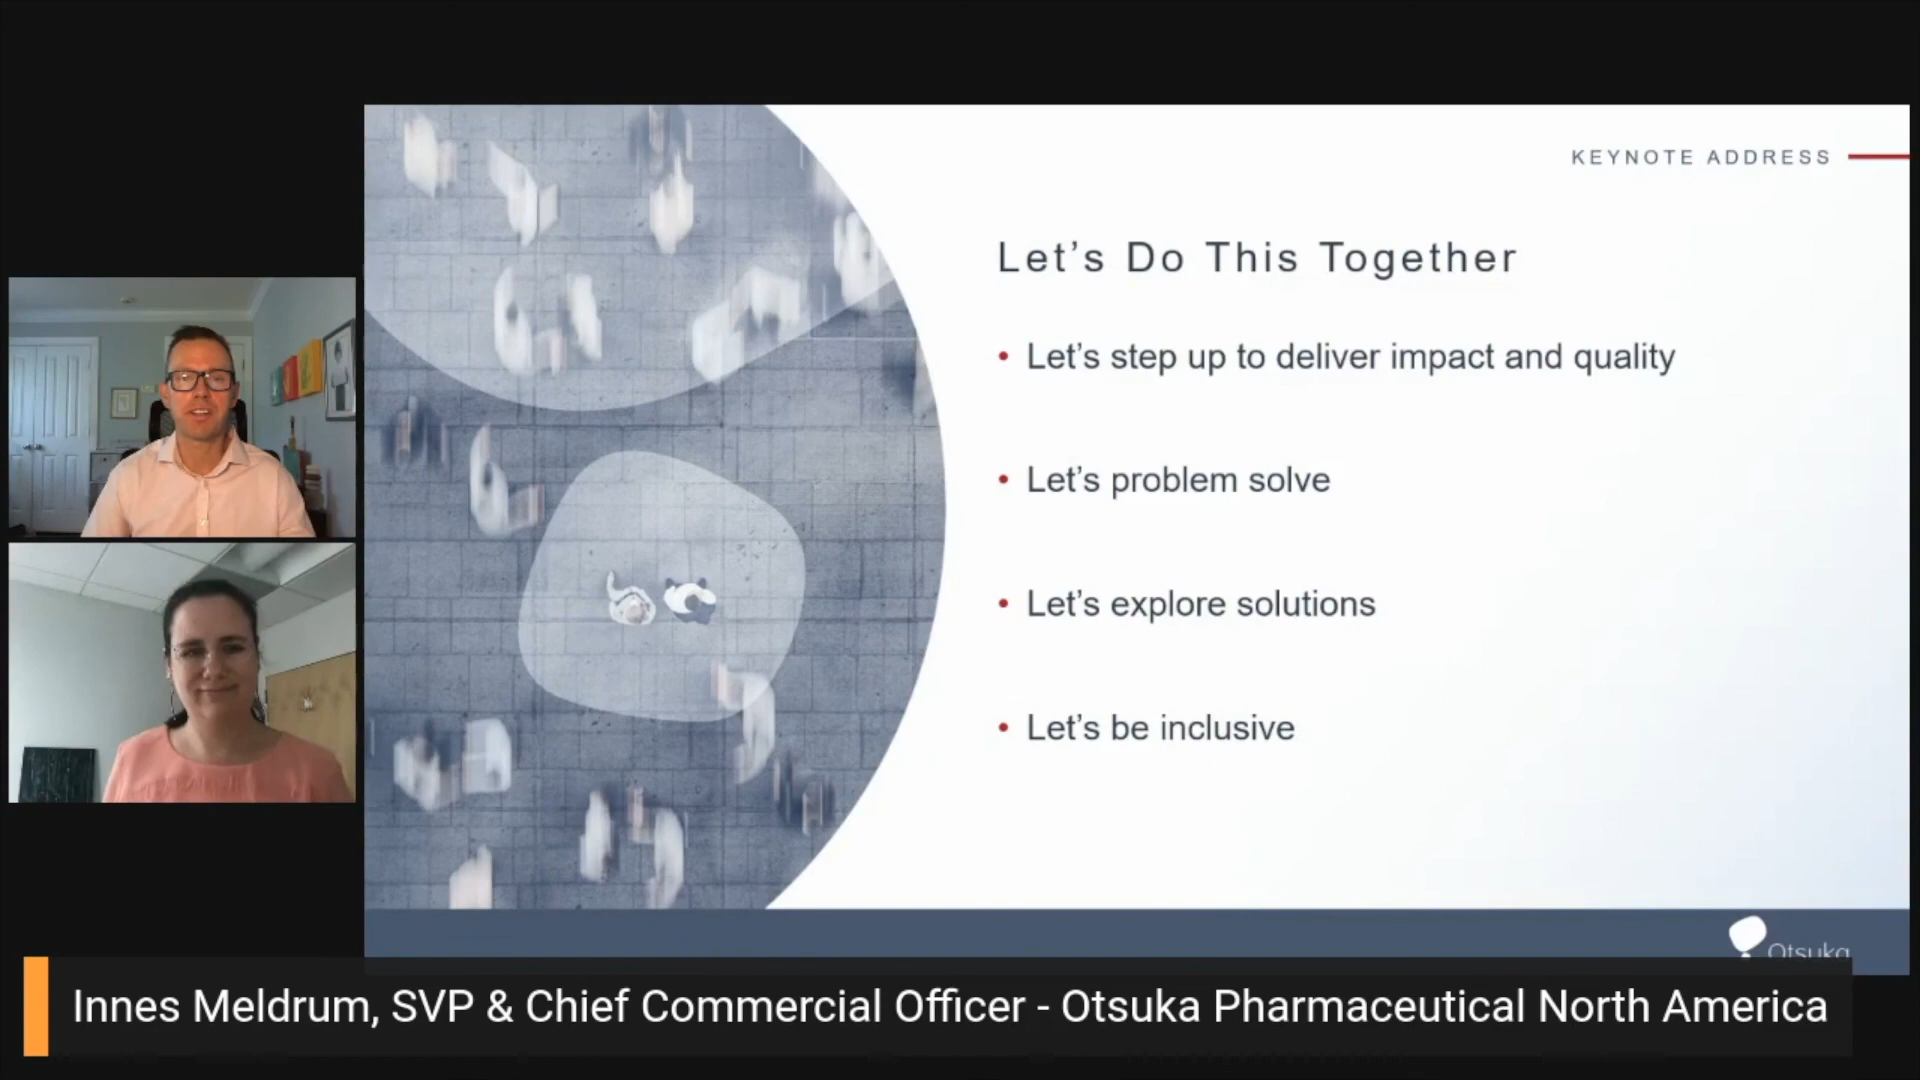 KEYNOTE ADDRESS
Let's Do This Together
• Let's step up to deliver impact and quality
• Let's problem solve
• Let's explore solutions
• Let's be inclusive
Otsuka
Innes Meldrum, SVP & Chief Commercial Officer - Otsuka Pharmaceutical North America